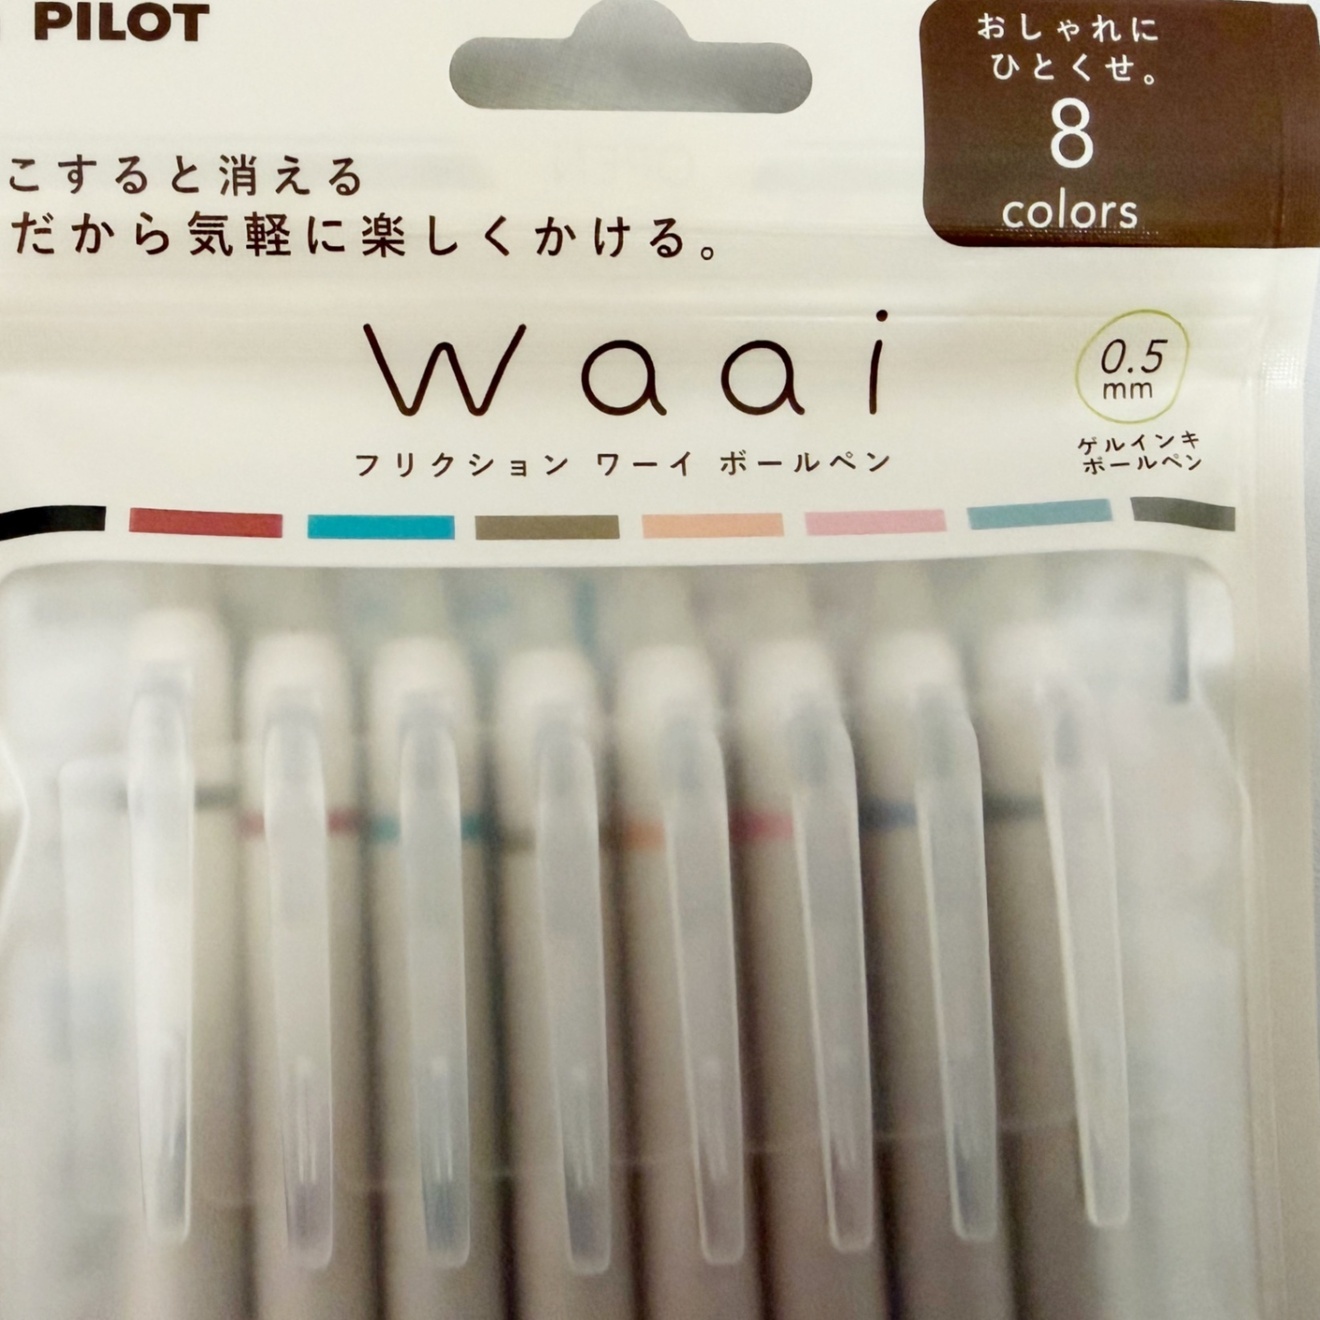 PILOT
おしゃれに
ひとくせ。
8
colors
こすると消える
だから気軽に楽しくかける。
waai
フリクション ワーイ ボールペン
0.5
mm
ゲルインキ
ボールペン